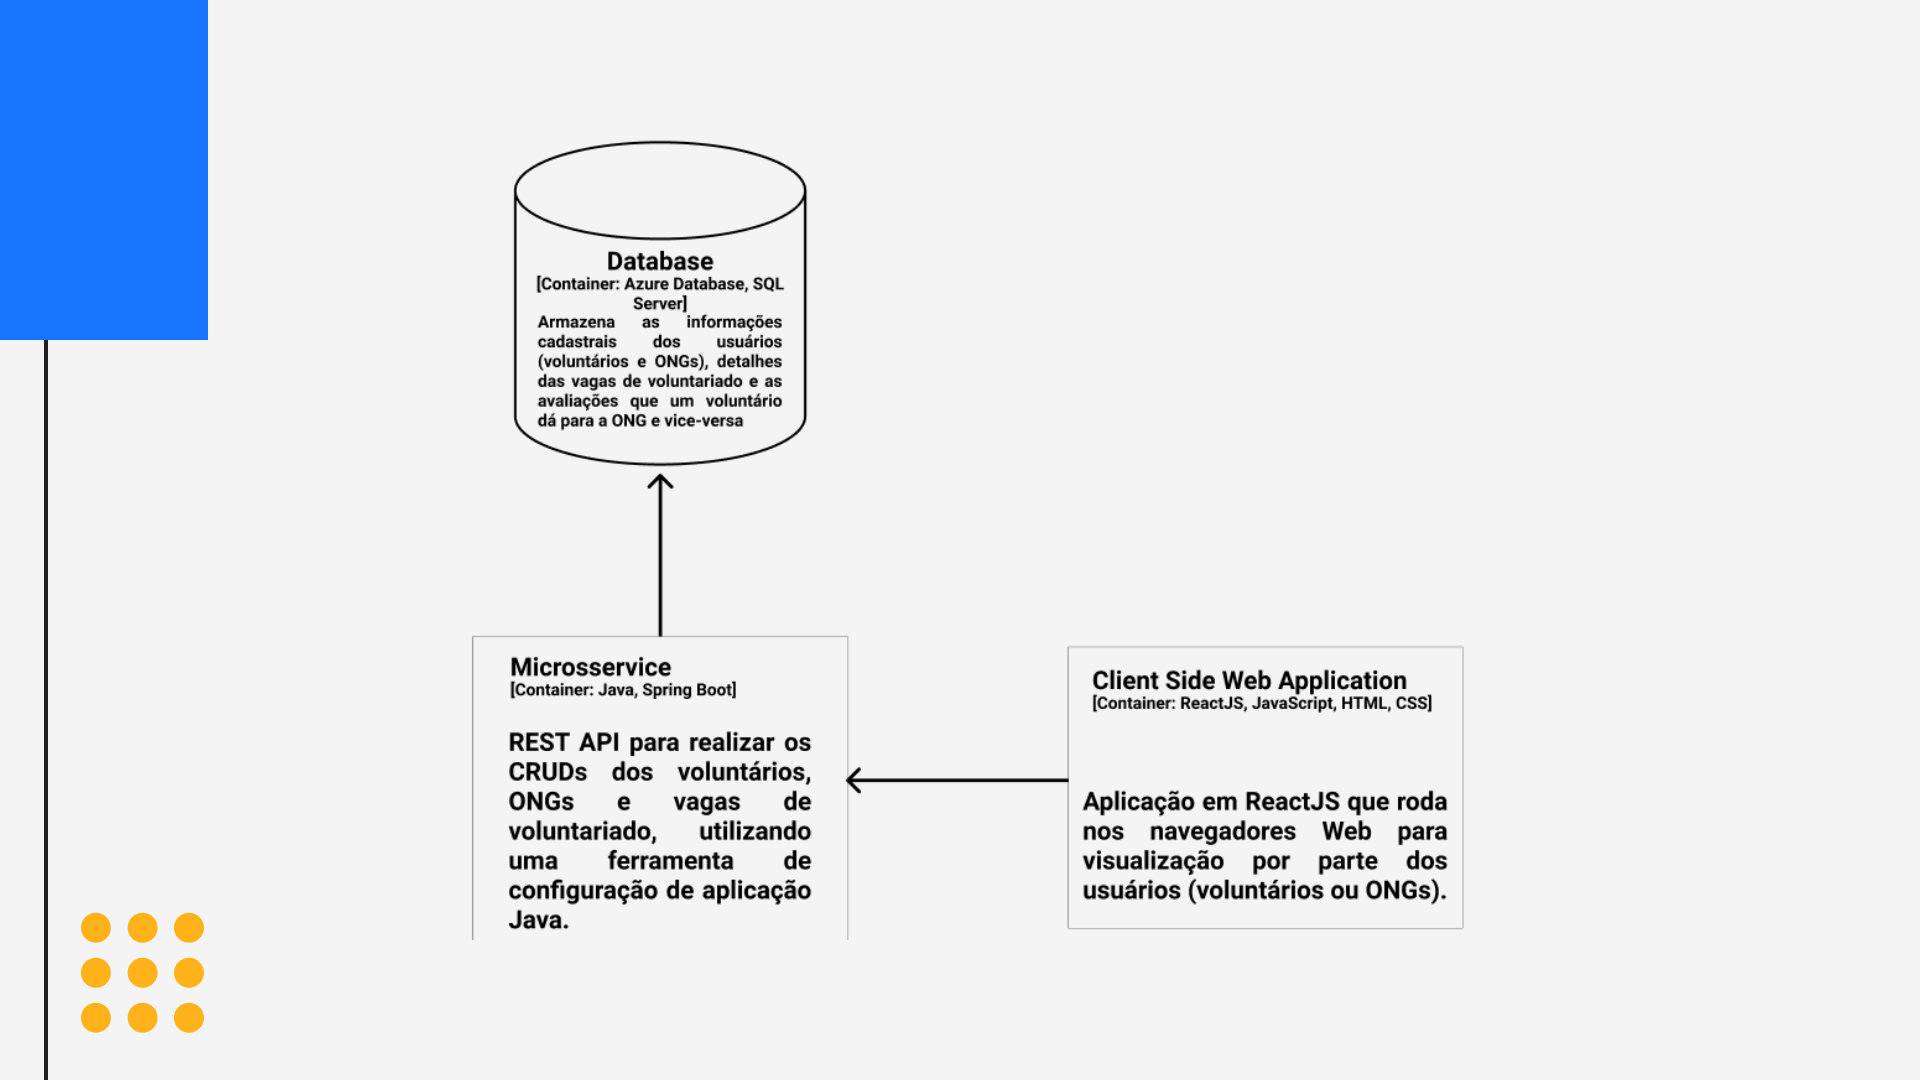 Database
[Container: Azure Database, SQL
Server]
Armazena as informações
cadastrais dos usuários
(voluntários e ONGs), detalhes
das vagas de voluntariado e as
avaliações que um voluntário
dá para a ONG e vice-versa
Microsservice
[Container: Java, Spring Boot]
REST API para realizar os
CRUDs dos voluntários,
ONGs e vagas de
voluntariado, utilizando
uma ferramenta de
configuração de aplicação
Java.
Client Side Web Application
[Container: ReactJS, JavaScript, HTML, CSS]
Aplicação em ReactJS que roda
nos navegadores Web para
visualização por parte dos
usuários (voluntários ou ONGs).